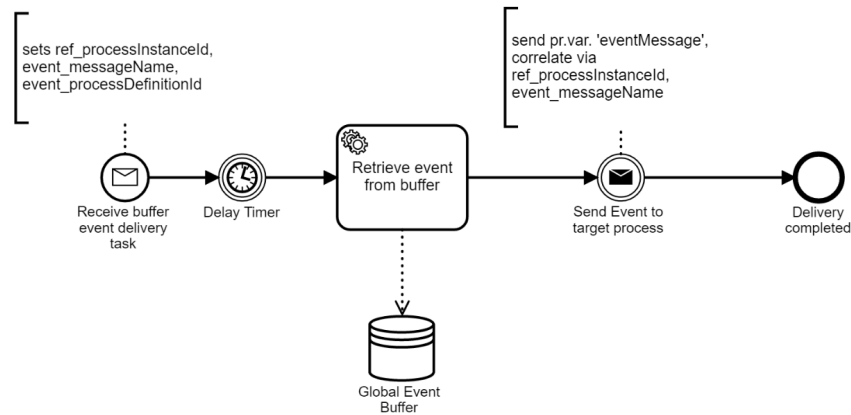 sets ref_processInstanceId,
event_messageName,
event_processDefinitionId
send pr.var. 'eventMessage',
correlate via
ref_processInstanceId,
event_messageName
Receive buffer
event delivery
task
Delay Timer
Retrieve event
from buffer
Send Event to
target process
Delivery
completed
Global Event
Buffer